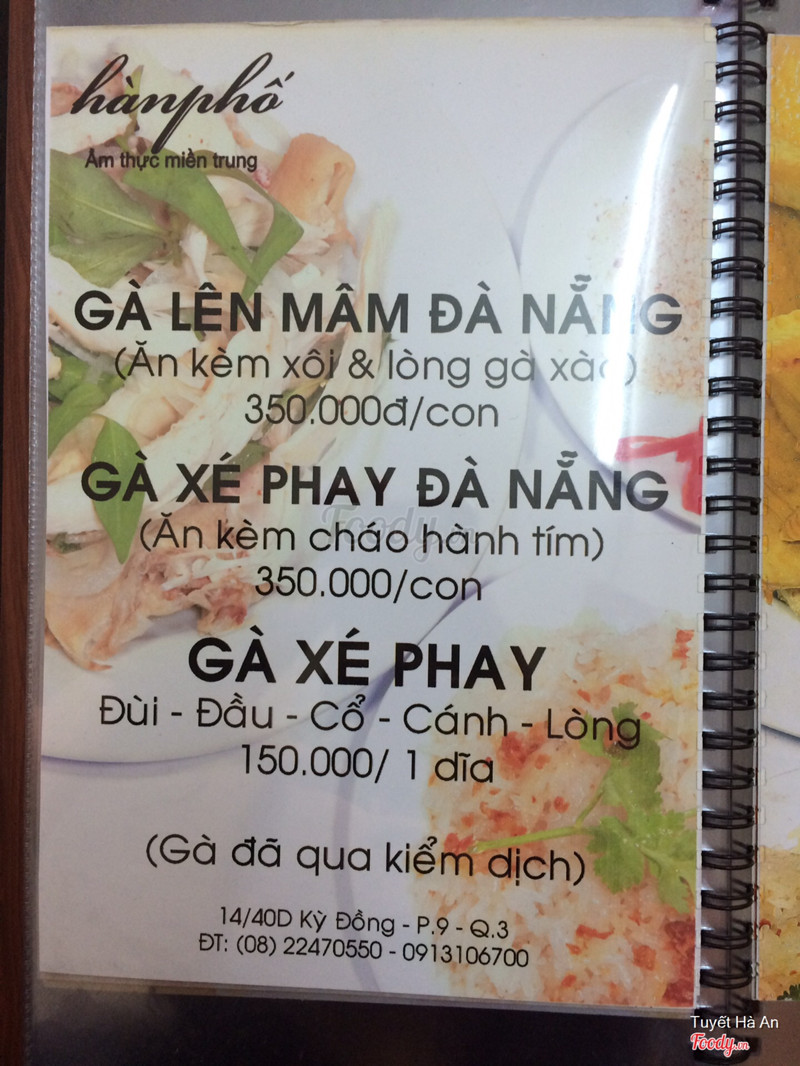 hànphố
Ẩm thực miền trung
GÀ LÊN MÂM ĐÀ NẴNG
(Ăn kèm xôi & lòng gà xào)
350.000đ/con
GÀ XÉ PHAY ĐÀ NẴNG
Foody.vn
(Ăn kèm cháo hành tím)
350.000/con
GÀ XÉ PHAY
Đùi - Đầu - Cổ - Cánh - Lòng
150.000/ 1 dĩa
(Gà đã qua kiểm dịch)
14/40D Kỳ Đồng - P.9 - Q.3
ĐT: (08) 22470550 - 0913106700
Tuyết Hà An
Foody.vn